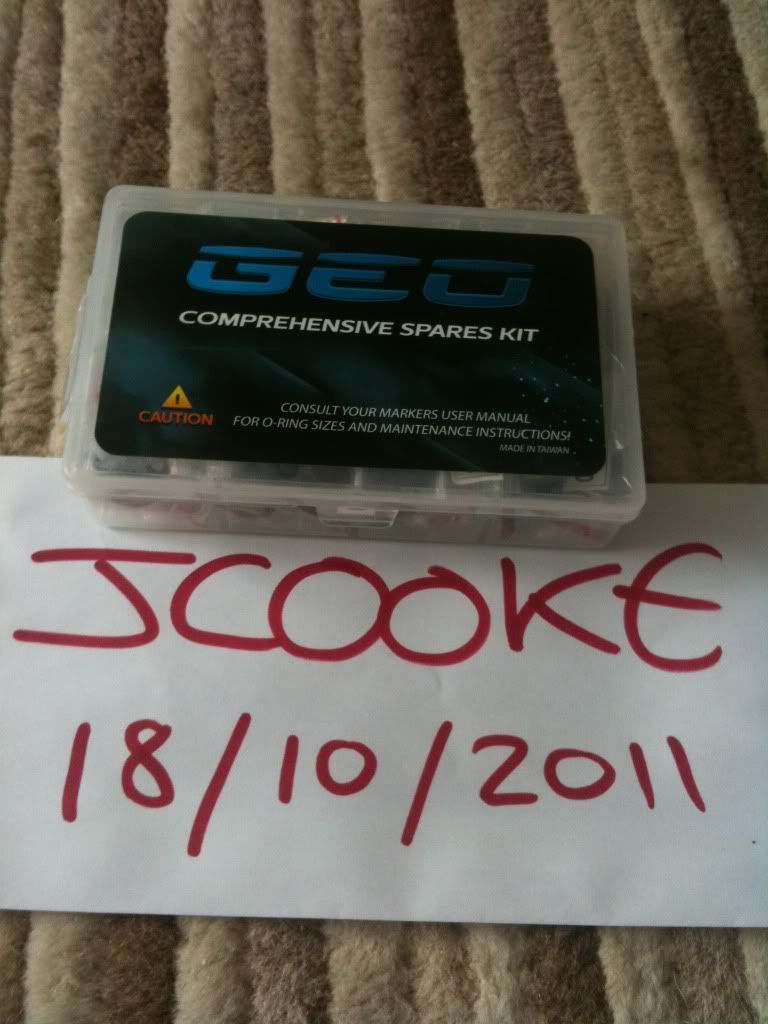 GEO
COMPREHENSIVE SPARES KIT
CAUTION
CONSULT YOUR MARKERS USER MANUAL
FOR O-RING SIZES AND MAINTENANCE INSTRUCTIONS!
MADE IN TAIWAN
JCOOKE
18/10/2011